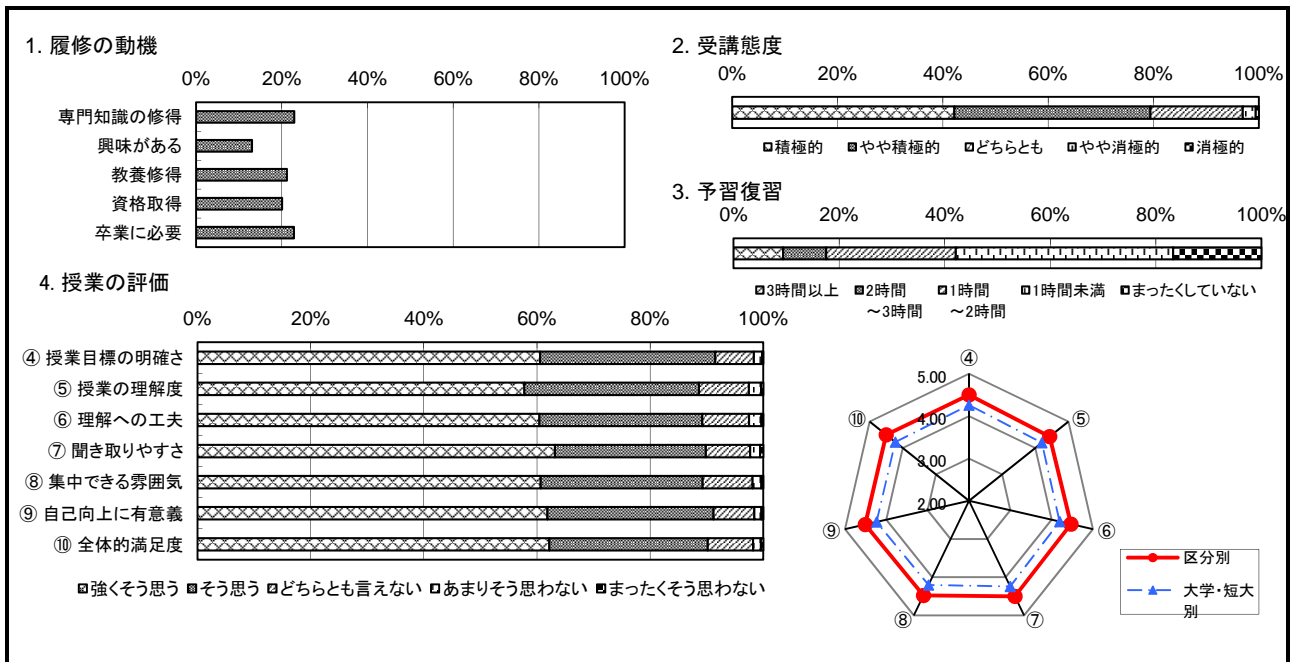 1. 履修の動機
0% 20% 40% 60% 80% 100%
専門知識の修得
興味がある
教養修得
資格取得
卒業に必要
2. 受講態度
0% 20% 40% 60% 80% 100%
積極的 やや積極的 どちらとも やや消極的 消極的
3. 予習復習
0% 20% 40% 60% 80% 100%
3時間以上 2時間 1時間 1時間未満 まったくしていない
～3時間 ～2時間
4. 授業の評価
0% 20% 40% 60% 80% 100%
④ 授業目標の明確さ
⑤ 授業の理解度
⑥ 理解への工夫
⑦ 聞き取りやすさ
⑧ 集中できる雰囲気
⑨ 自己向上に有意義
⑩ 全体的満足度
強くそう思う そう思う どちらとも言えない あまりそう思わない まったくそう思わない
④
5.00
⑩ ⑤
4.00
3.00
2.00
⑨ ⑥
⑧ ⑦
区分別
大学・短大
別